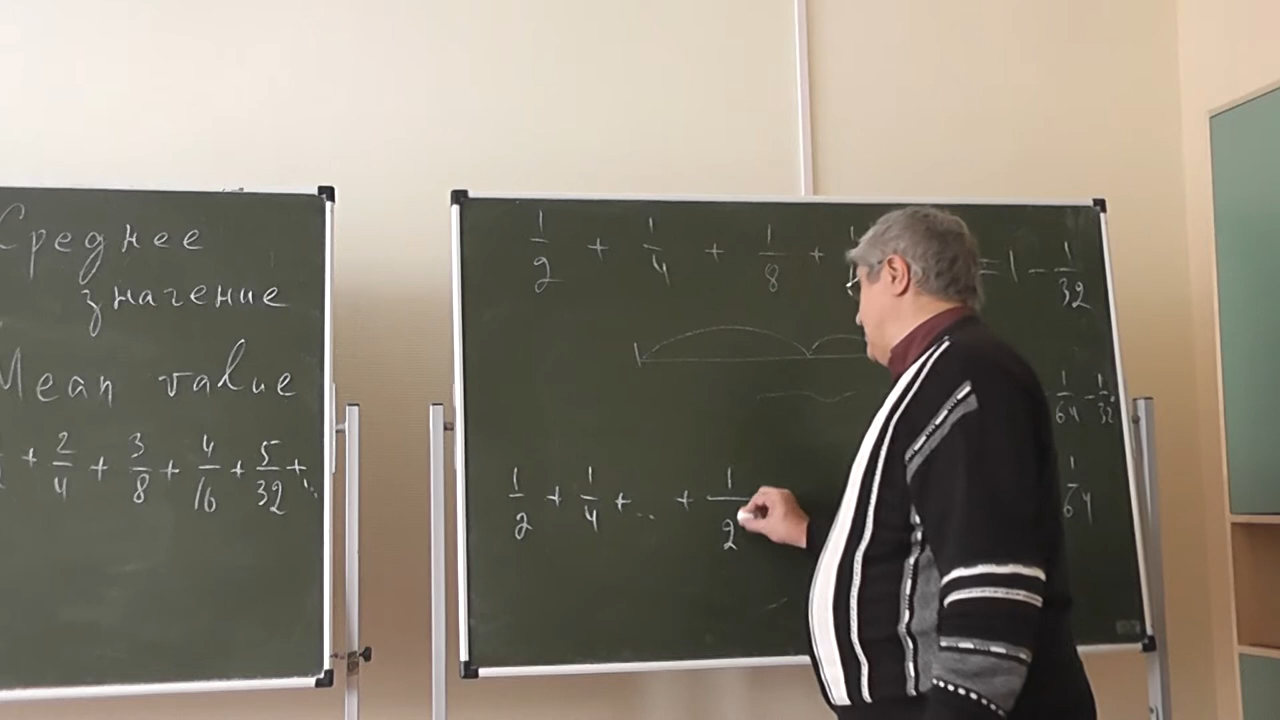 Среднее
значение
Mean value
+ 2/4 + 3/8 + 4/16 + 5/32 + ...
1/2 + 1/4 + 1/8 + = 1 - 1/32
1/64 - 1/32
1/2 + 1/4 + ... + 1/2
1/64